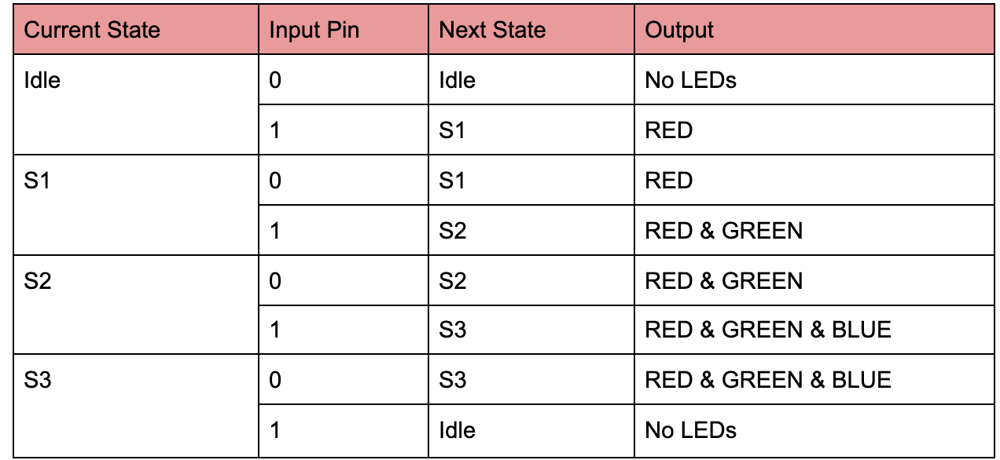 Current State Input Pin Next State Output
Idle 0 Idle No LEDs
1 S1 RED
S1 0 S1 RED
1 S2 RED & GREEN
S2 0 S2 RED & GREEN
1 S3 RED & GREEN & BLUE
S3 0 S3 RED & GREEN & BLUE
1 Idle No LEDs